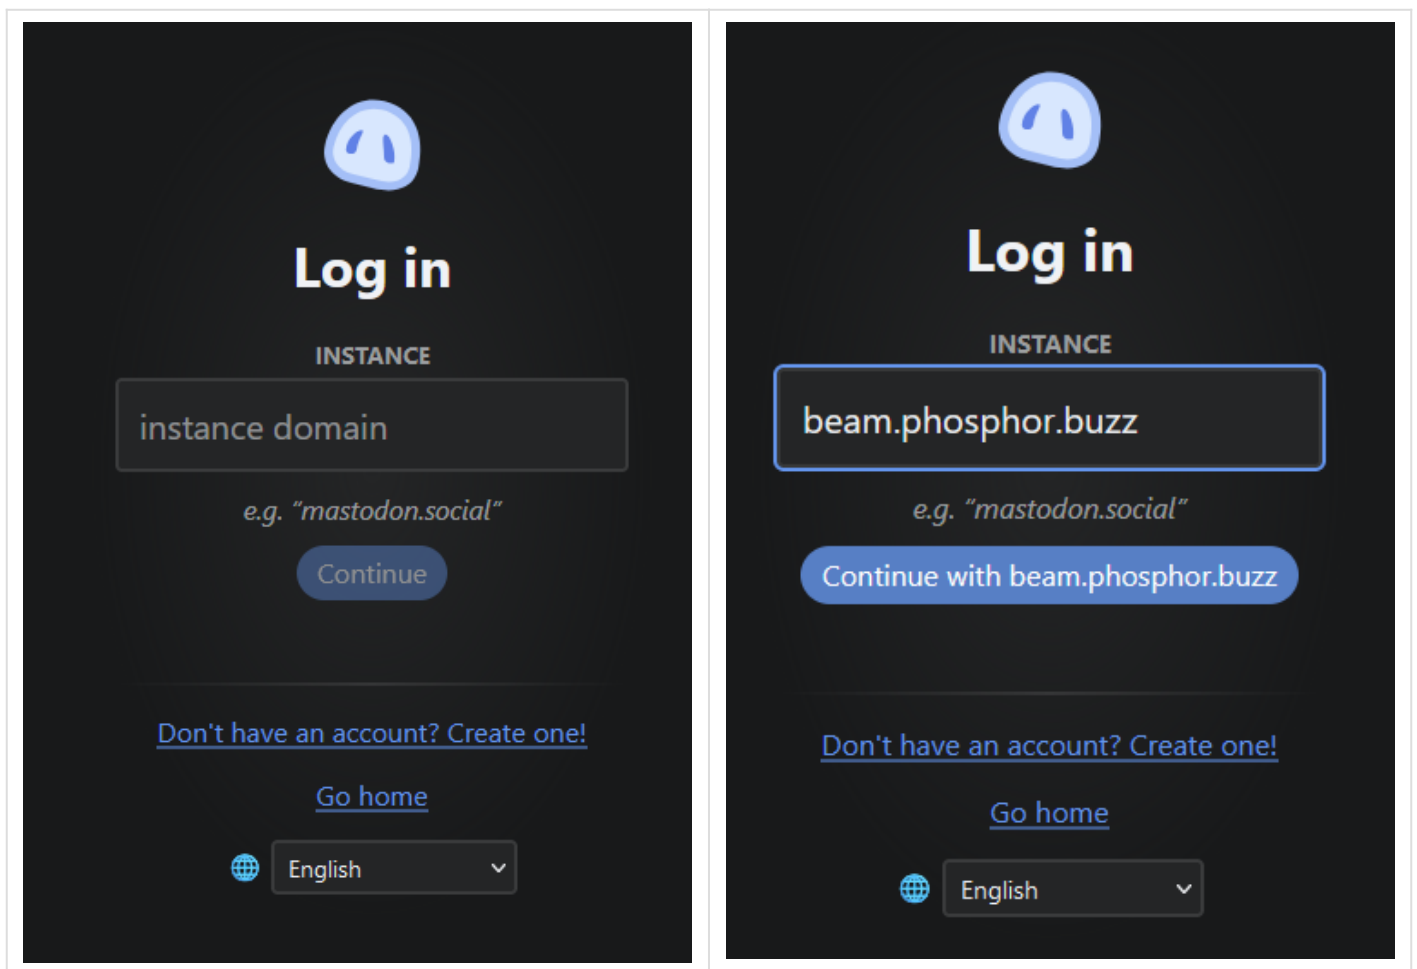 Log in
INSTANCE
instance domain
e.g. “mastodon.social”
Continue
Don't have an account? Create one!
Go home
English
Log in
INSTANCE
beam.phosphor.buzz
e.g. “mastodon.social”
Continue with beam.phosphor.buzz
Don't have an account? Create one!
Go home
English